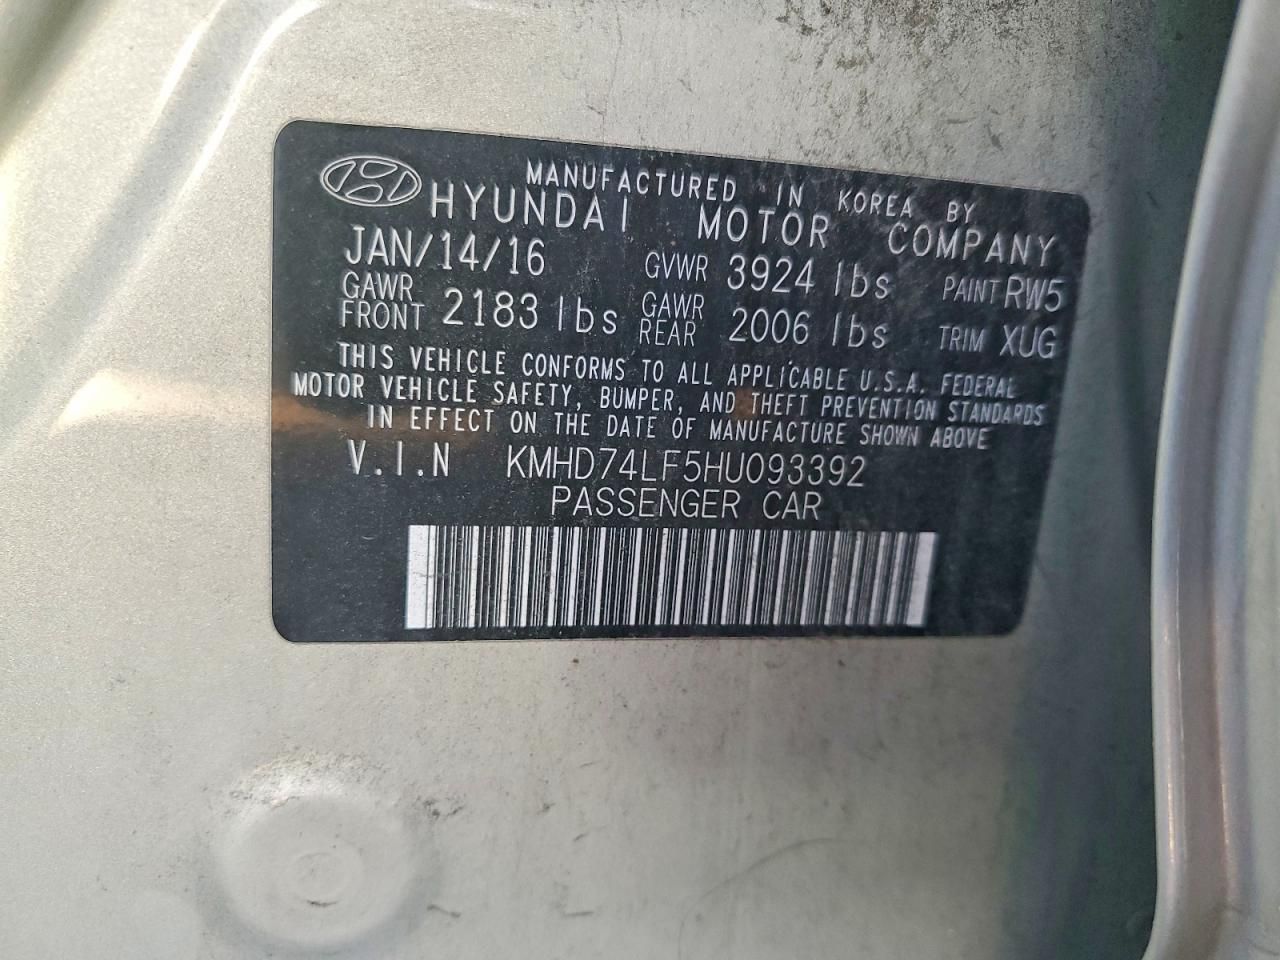 MANUFACTURED IN KOREA BY
HYUNDAI MOTOR COMPANY
JAN/14/16 GVWR 3924 lbs PAINT RW5
GAWR FRONT 2183 lbs GAWR REAR 2006 lbs TRIM XUG
THIS VEHICLE CONFORMS TO ALL APPLICABLE U.S.A. FEDERAL
MOTOR VEHICLE SAFETY, BUMPER, AND THEFT PREVENTION STANDARDS
IN EFFECT ON THE DATE OF MANUFACTURE SHOWN ABOVE
V.I.N KMHD74LF5HU093392
PASSENGER CAR